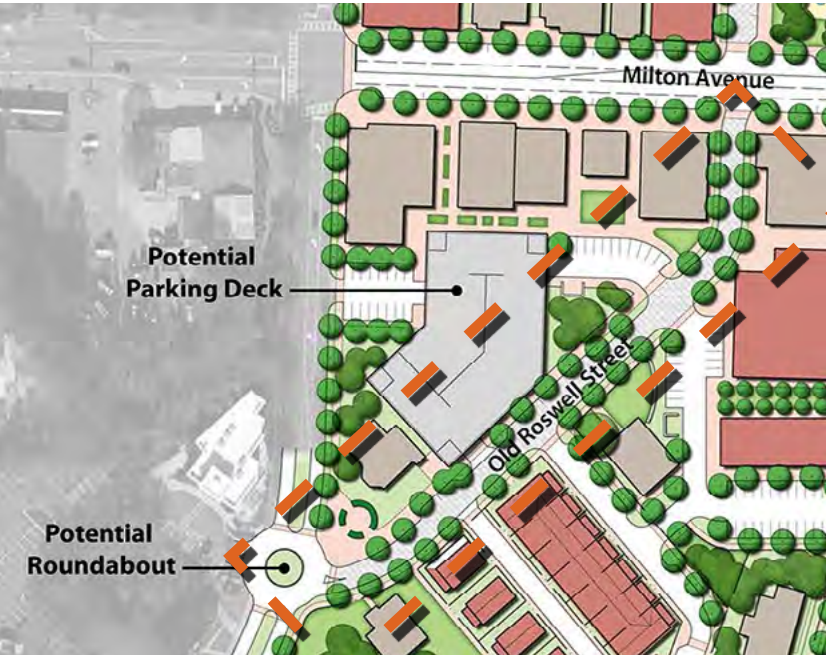 Milton Avenue
Potential
Parking Deck
Old Roswell Street
Potential
Roundabout